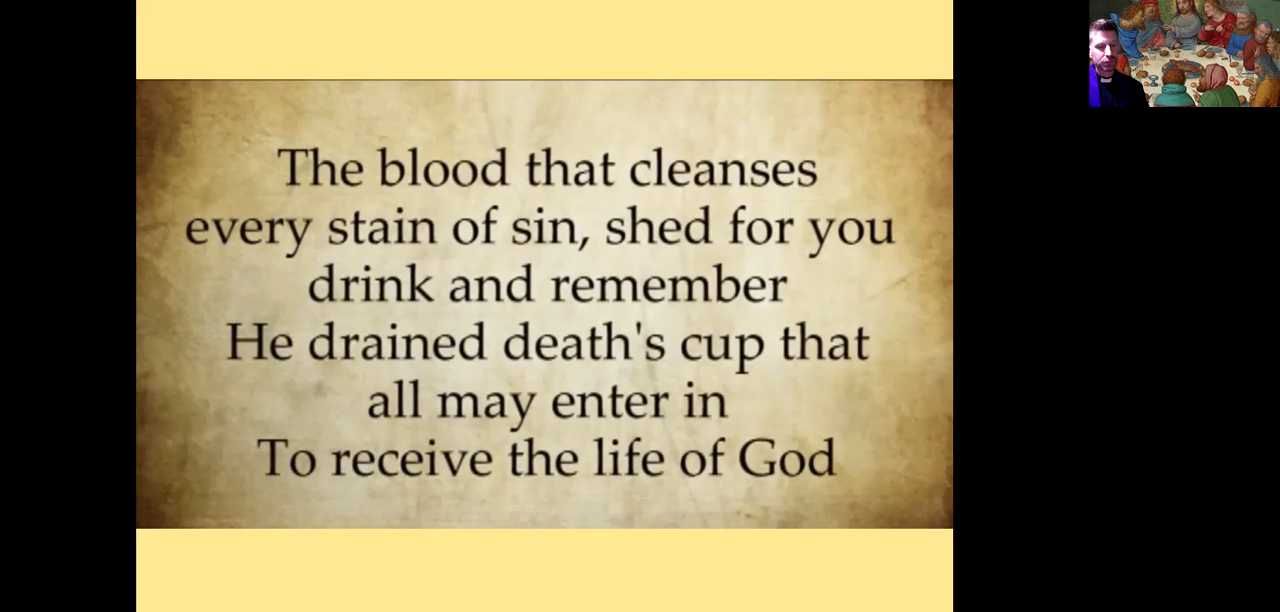 The blood that cleanses
every stain of sin, shed for you
drink and remember
He drained death's cup that
all may enter in
To receive the life of God